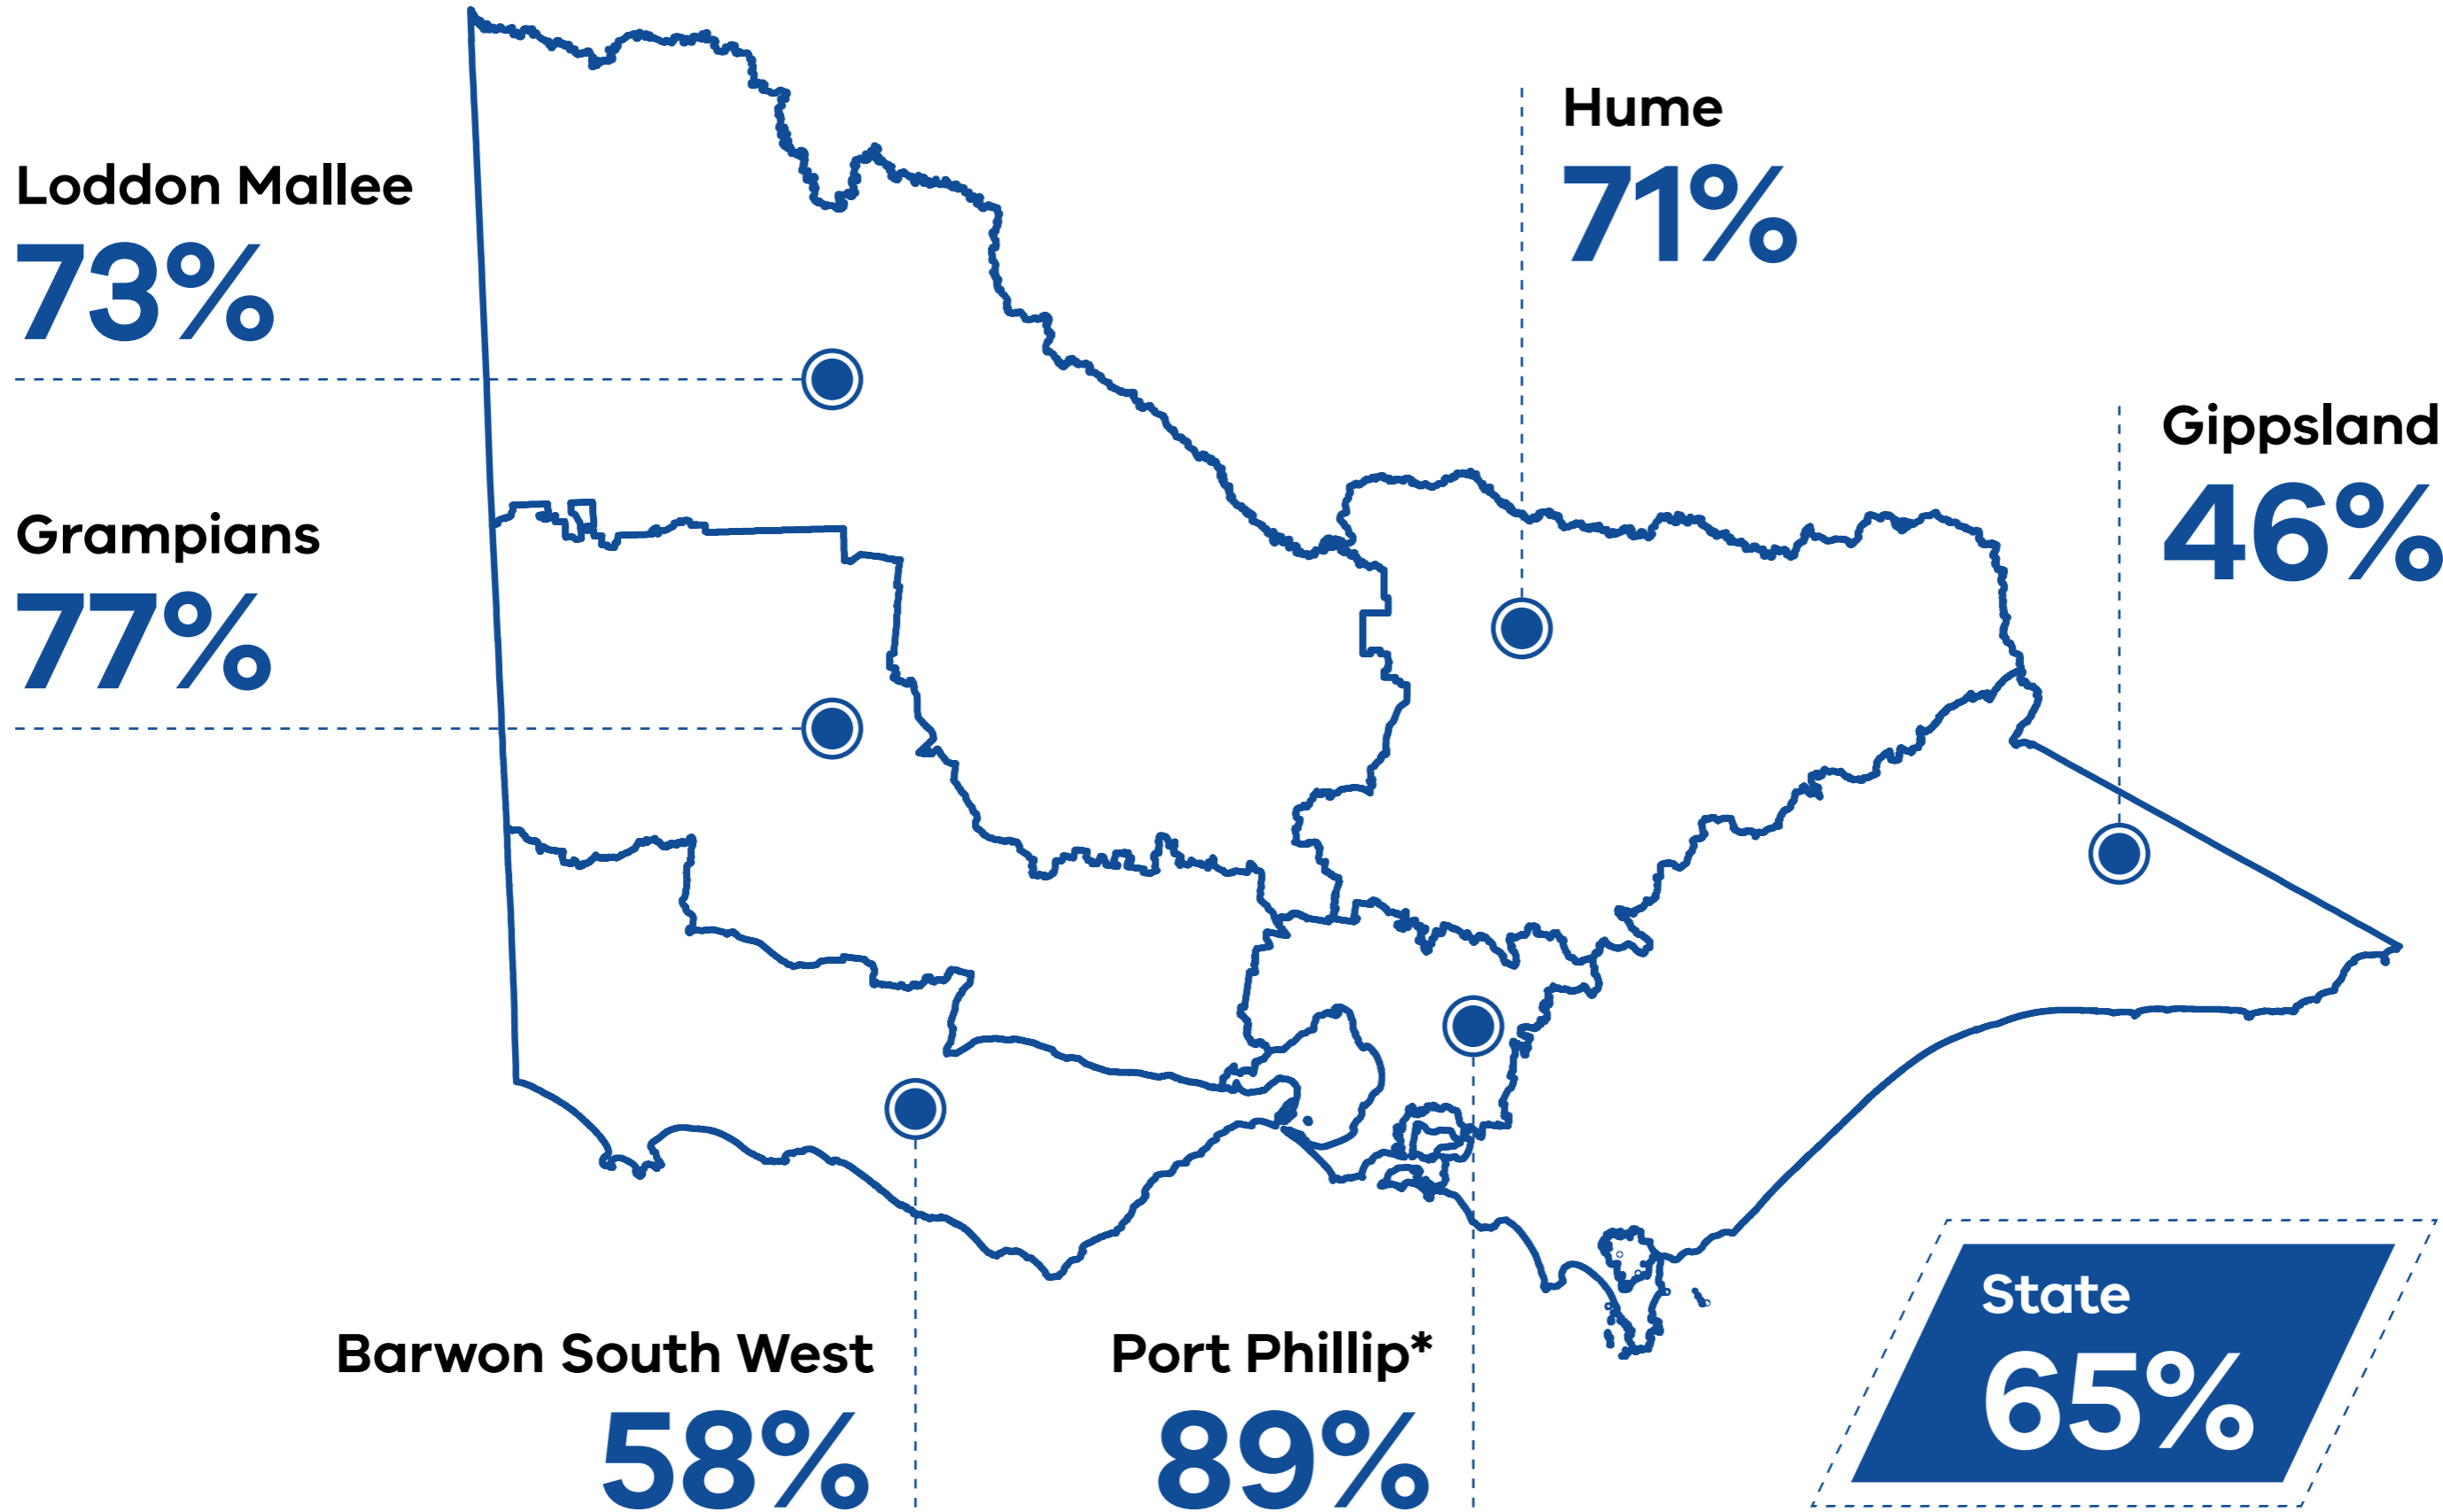 Hume
71%
Loddon Mallee
73%
Gippsland
46%
Grampians
77%
State
65%
Barwon South West
58%
Port Phillip*
89%